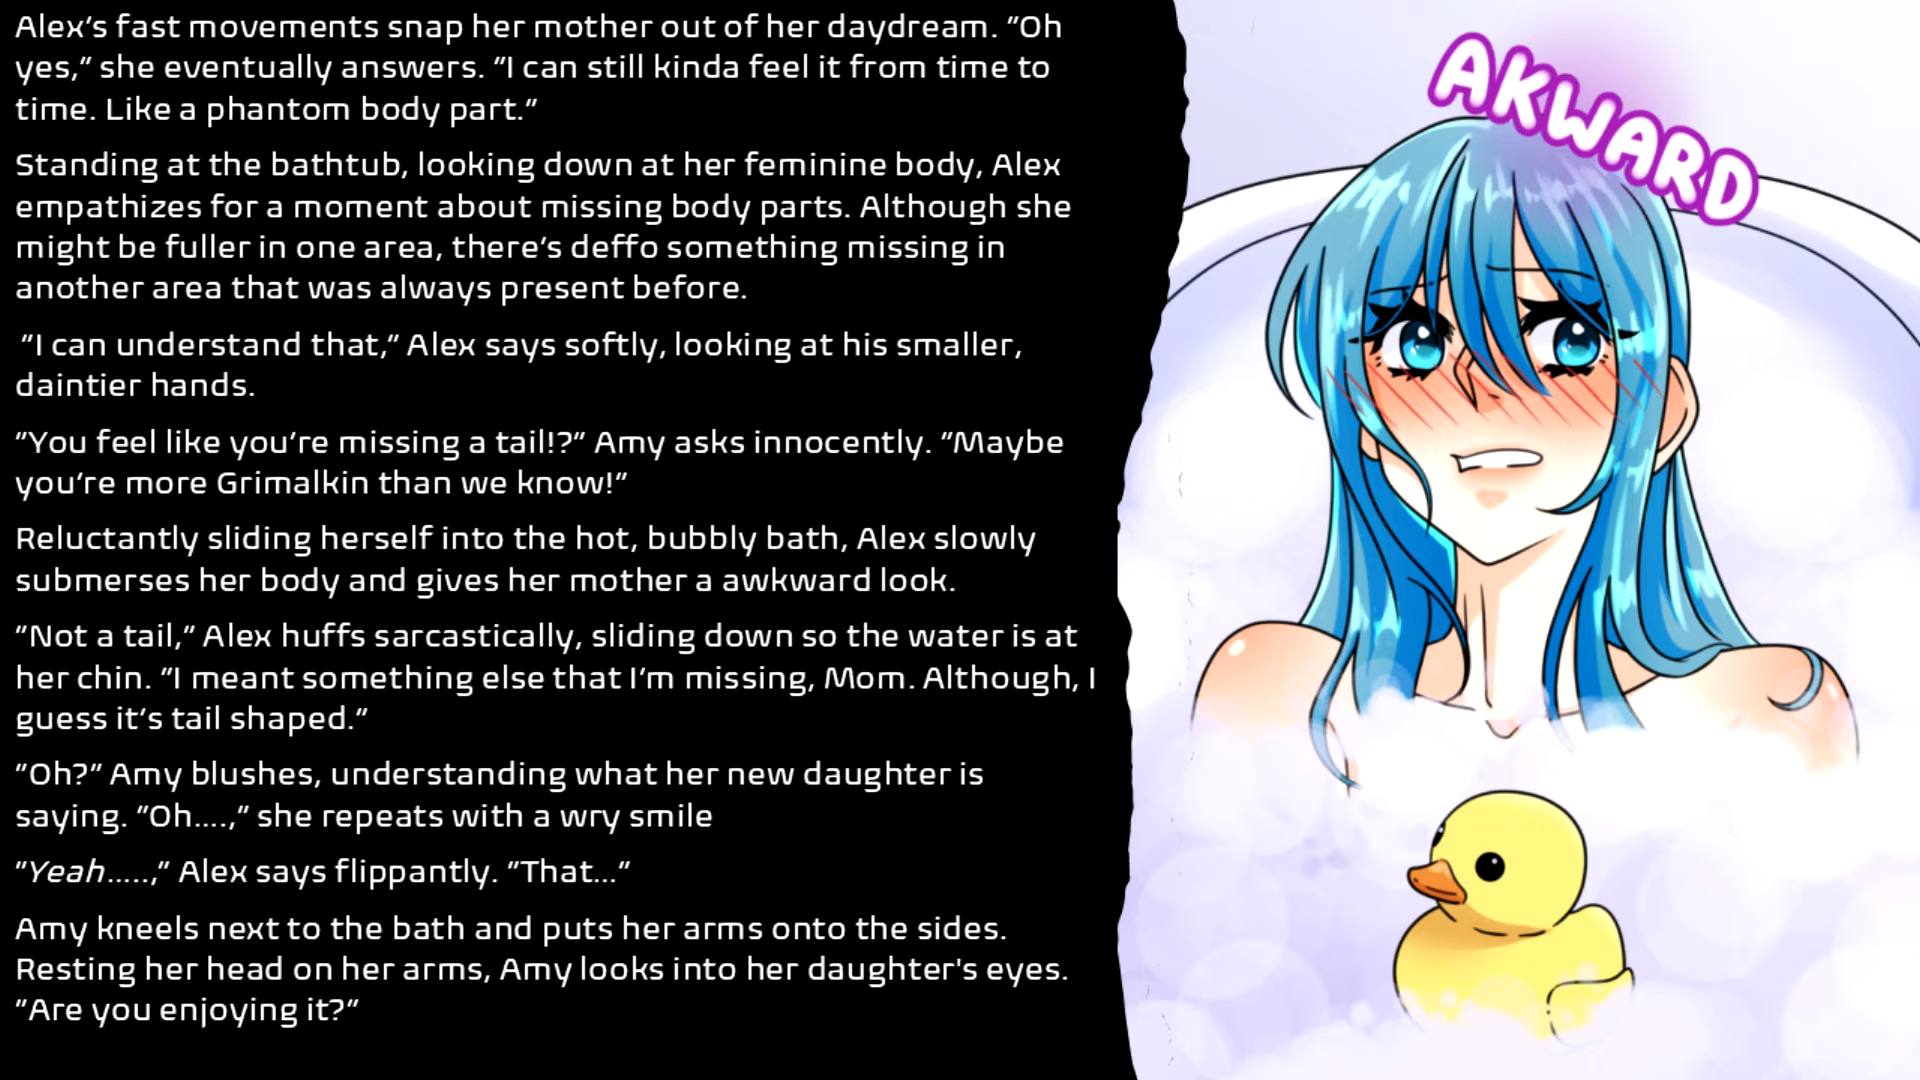 Alex's fast movements snap her mother out of her daydream. "Oh
yes," she eventually answers. "I can still kinda feel it from time to
time. Like a phantom body part."
Standing at the bathtub, looking down at her feminine body, Alex
empathizes for a moment about missing body parts. Although she
might be fuller in one area, there's deffo something missing in
another area that was always present before.
"I can understand that," Alex says softly, looking at his smaller,
daintier hands.
"You feel like you're missing a tail!?" Amy asks innocently. "Maybe
you're more Grimalkin than we know!"
Reluctantly sliding herself into the hot, bubbly bath, Alex slowly
submerses her body and gives her mother a awkward look.
"Not a tail," Alex huffs sarcastically, sliding down so the water is at
her chin. "I meant something else that I'm missing, Mom. Although, I
guess it's tail shaped."
"Oh?" Amy blushes, understanding what her new daughter is
saying. "Oh....," she repeats with a wry smile
"Yeah.....," Alex says flippantly. "That..."
Amy kneels next to the bath and puts her arms onto the sides.
Resting her head on her arms, Amy looks into her daughter's eyes.
"Are you enjoying it?"
AKWARD